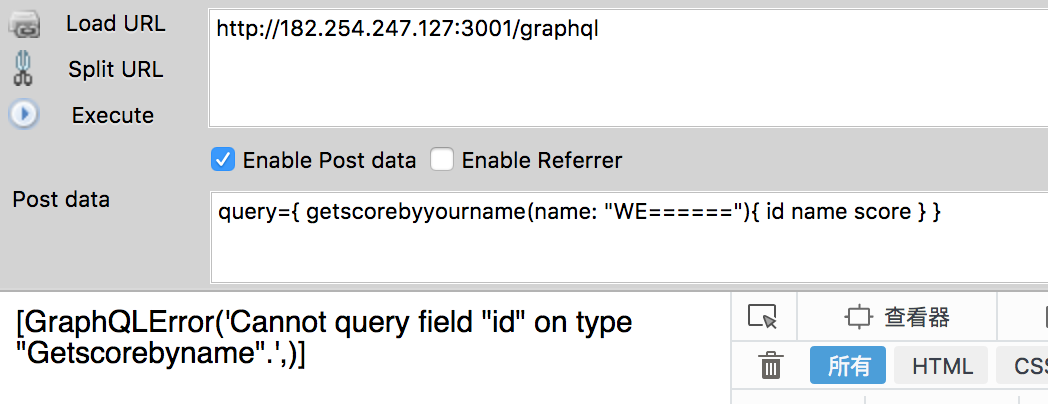 Load URL
http://182.254.247.127:3001/graphql
Split URL
Execute
Enable Post data
Enable Referrer
Post data
query={ getscorebyyourname(name: "WE======"){ id name score } }
[GraphQLError('Cannot query field "id" on type
"Getscorebyname".',)]
查看器
所有
HTML
CSS